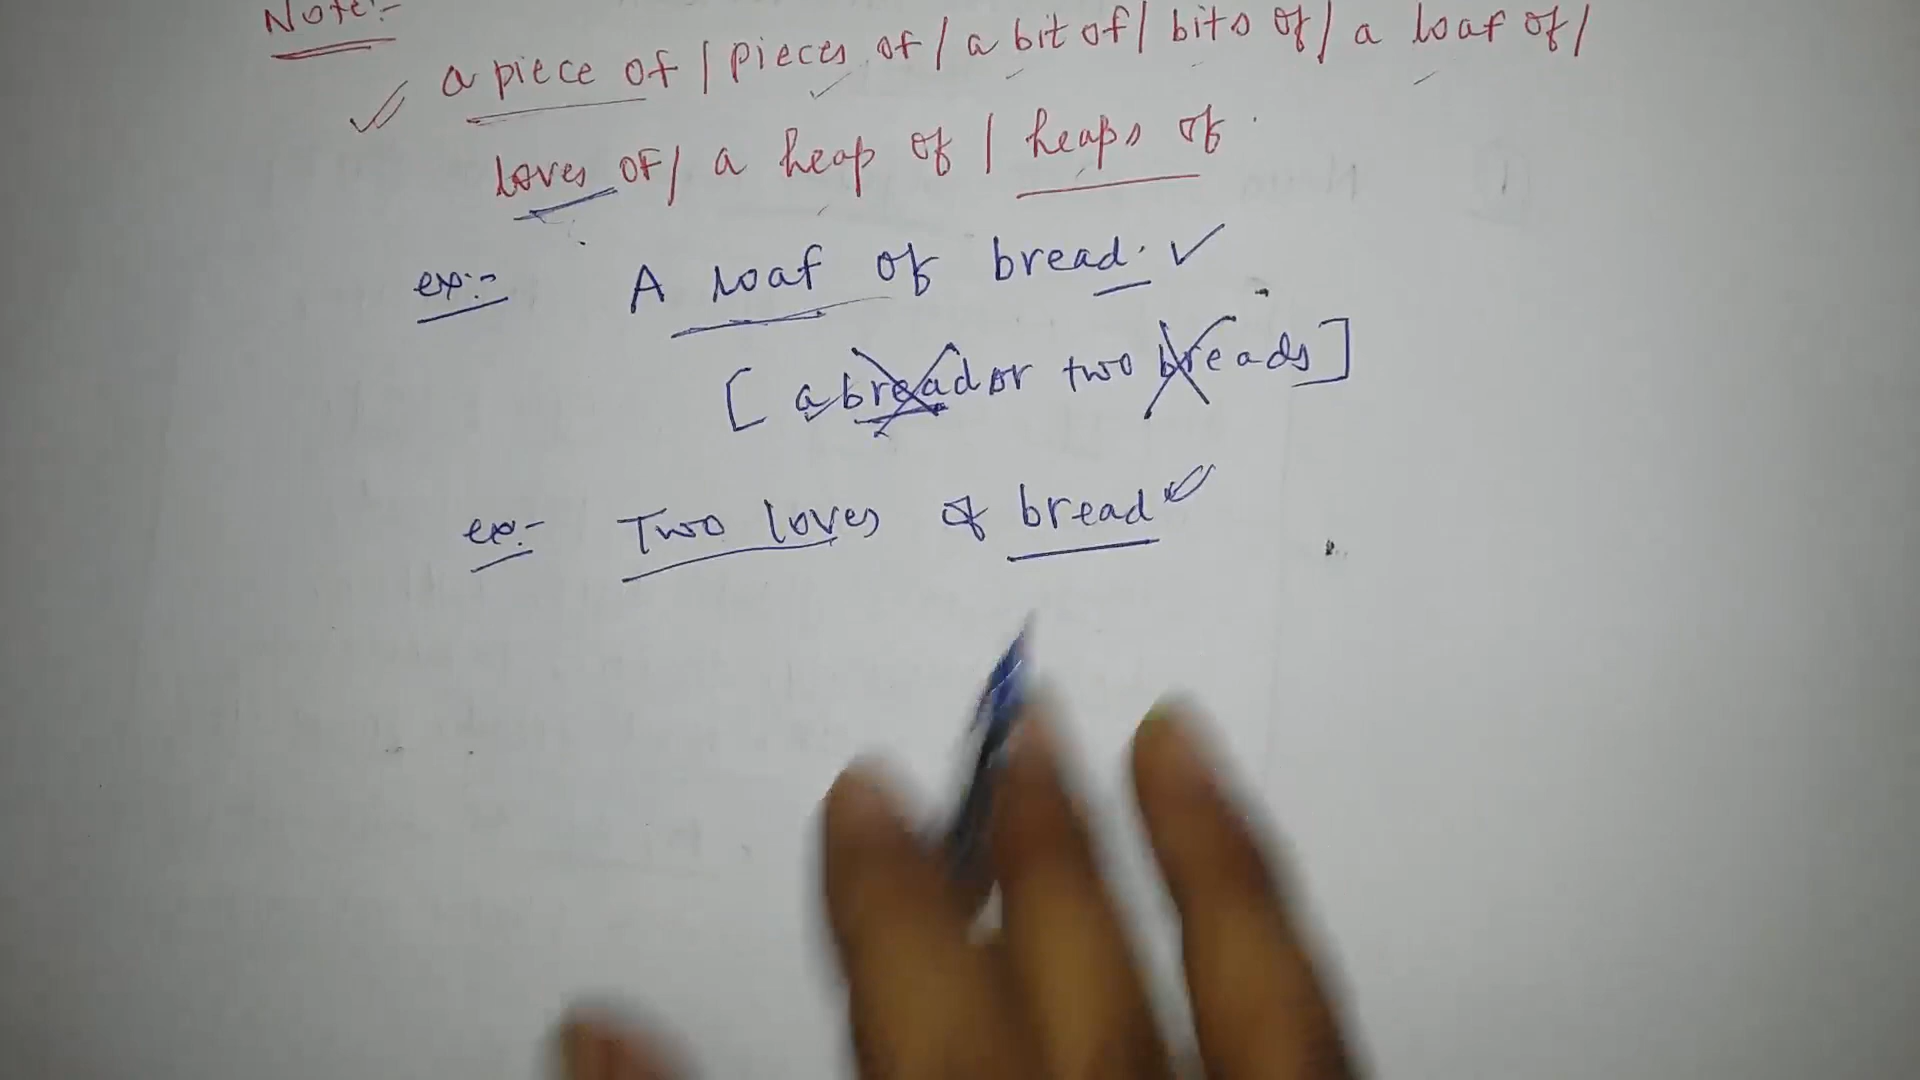 Note:-
a piece of / pieces of / a bit of / bits of / a loaf of /
loves of / a heap of / heaps of
ex:- A loaf of bread.
[ a bread or two breads ]
ex:- Two loves of bread